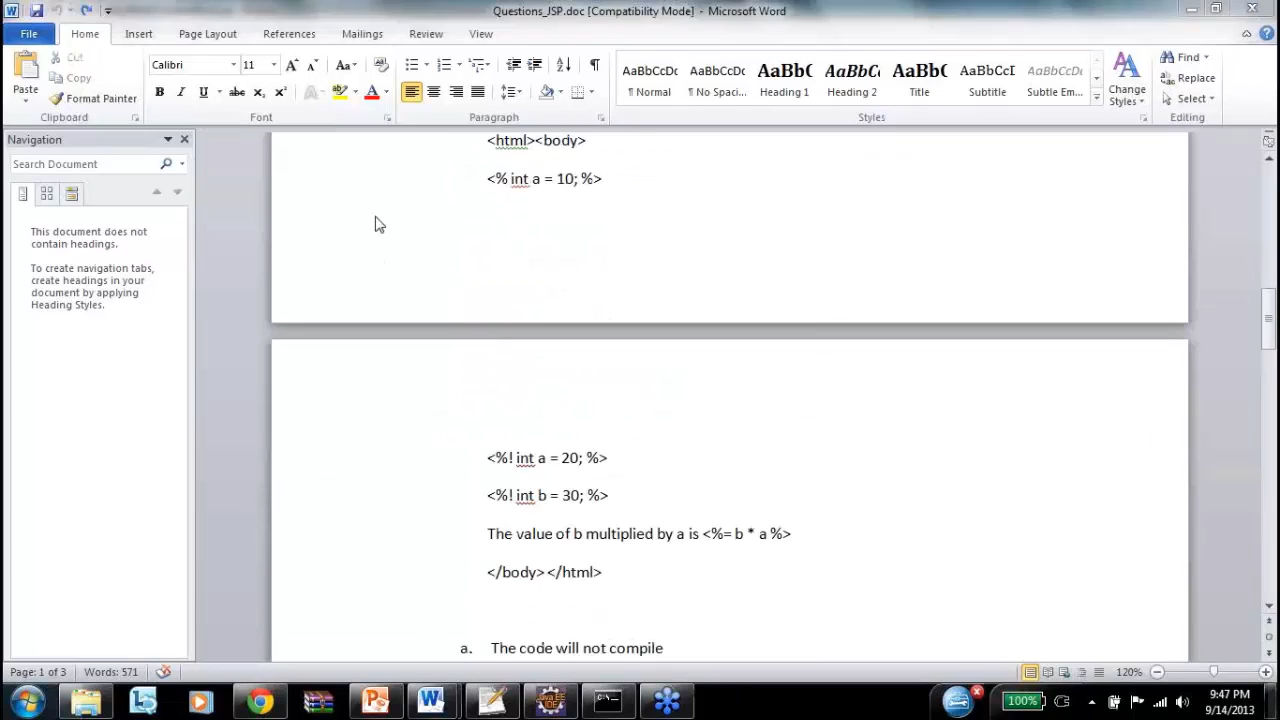 Questions_JSP.doc [Compatibility Mode] - Microsoft Word
File Home Insert Page Layout References Mailings Review View
Paste
Cut
Copy
Format Painter
Clipboard
Calibri 11
Font
Paragraph
AaBbCcDc AaBbCcDc AaBbC AaBbCc AaBbC AaBbCcI AaBbCcDc
¶ Normal ¶ No Spaci... Heading 1 Heading 2 Title Subtitle Subtle Em...
Change Styles
Styles
Find
Replace
Select
Editing
Navigation
Search Document
This document does not
contain headings.
To create navigation tabs,
create headings in your
document by applying
Heading Styles.
<html><body>
<% int a = 10; %>
<%! int a = 20; %>
<%! int b = 30; %>
The value of b multiplied by a is <%= b * a %>
</body></html>
a. The code will not compile
Page: 1 of 3 Words: 571
120%
100%
9:47 PM
9/14/2013